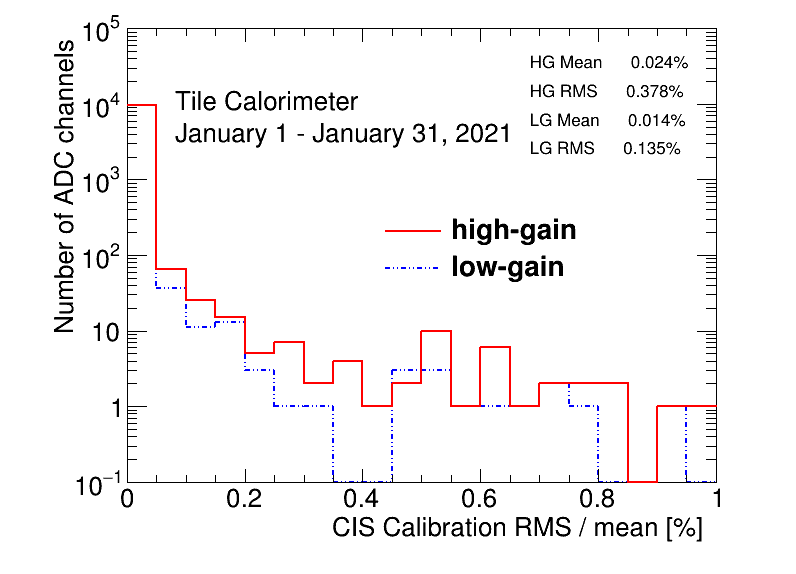 10^5
10^4
10^3
10^2
10
1
10^−1
Number of ADC channels
Tile Calorimeter
January 1 - January 31, 2021
HG Mean 0.024%
HG RMS 0.378%
LG Mean 0.014%
LG RMS 0.135%
high-gain
low-gain
0 0.2 0.4 0.6 0.8 1
CIS Calibration RMS / mean [%]